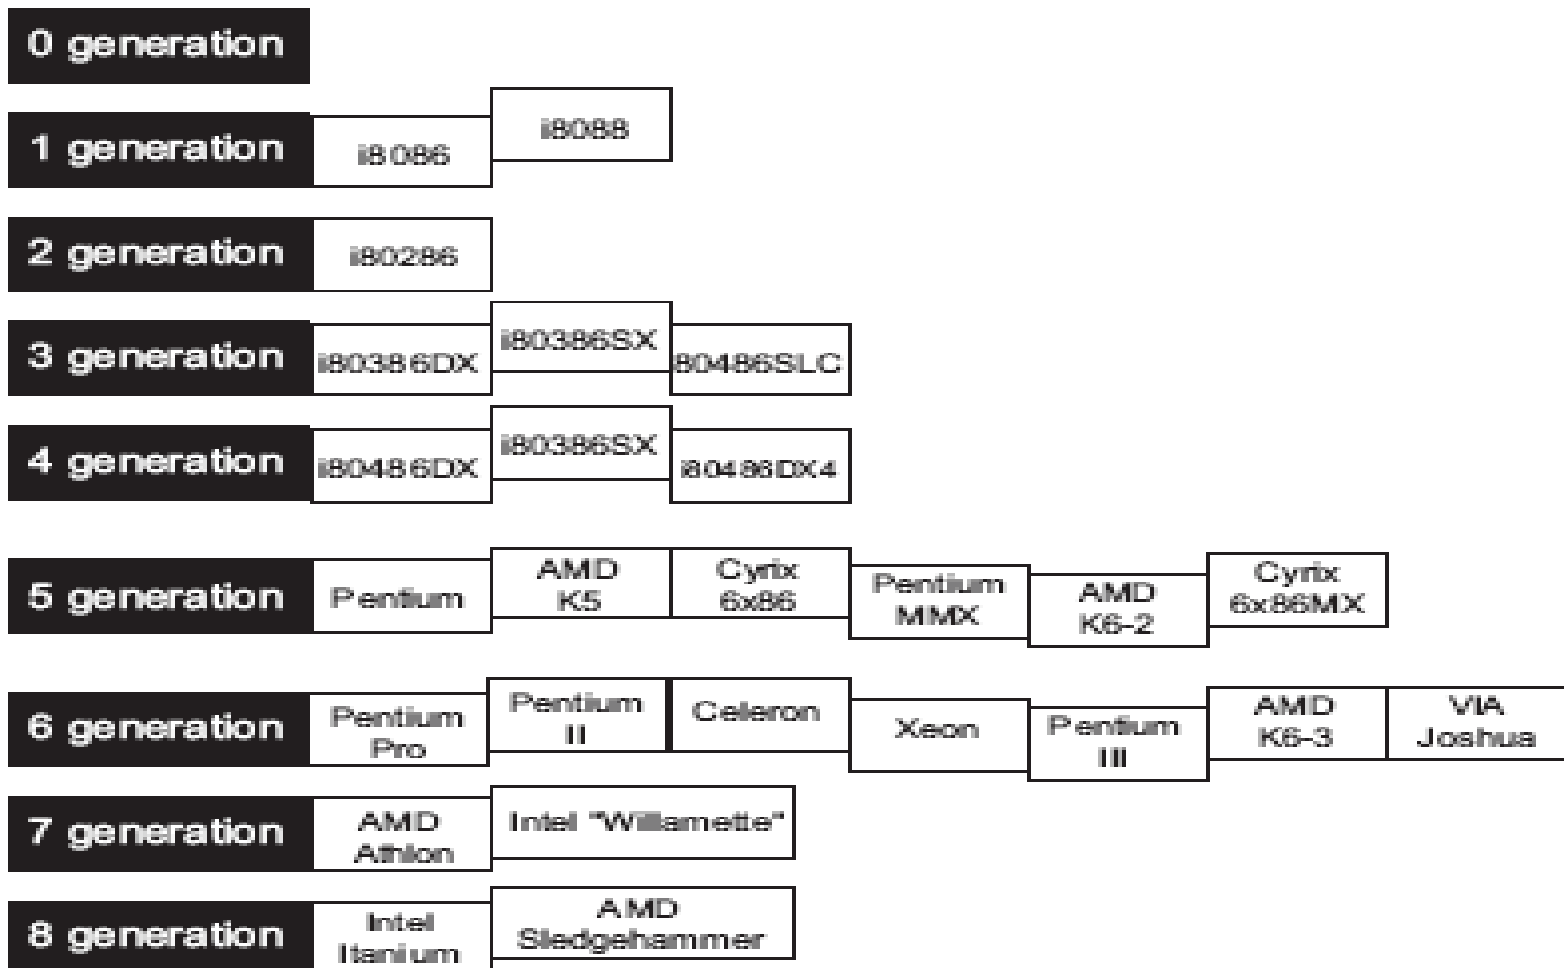 0 generation
1 generation
i8086
i8088
2 generation
i80286
3 generation
i80386DX
i80386SX
80486SLC
4 generation
i80486DX
i80386SX
i80486DX4
5 generation
Pentium
AMD
K5
Cyrix
6x86
Pentium
MMX
AMD
K6-2
Cyrix
6x86MX
6 generation
Pentium
Pro
Pentium
II
Celeron
Xeon
Pentium
III
AMD
K6-3
VIA
Joshua
7 generation
AMD
Athlon
Intel "Willamette"
8 generation
Intel
Itanium
AMD
Sledgehammer